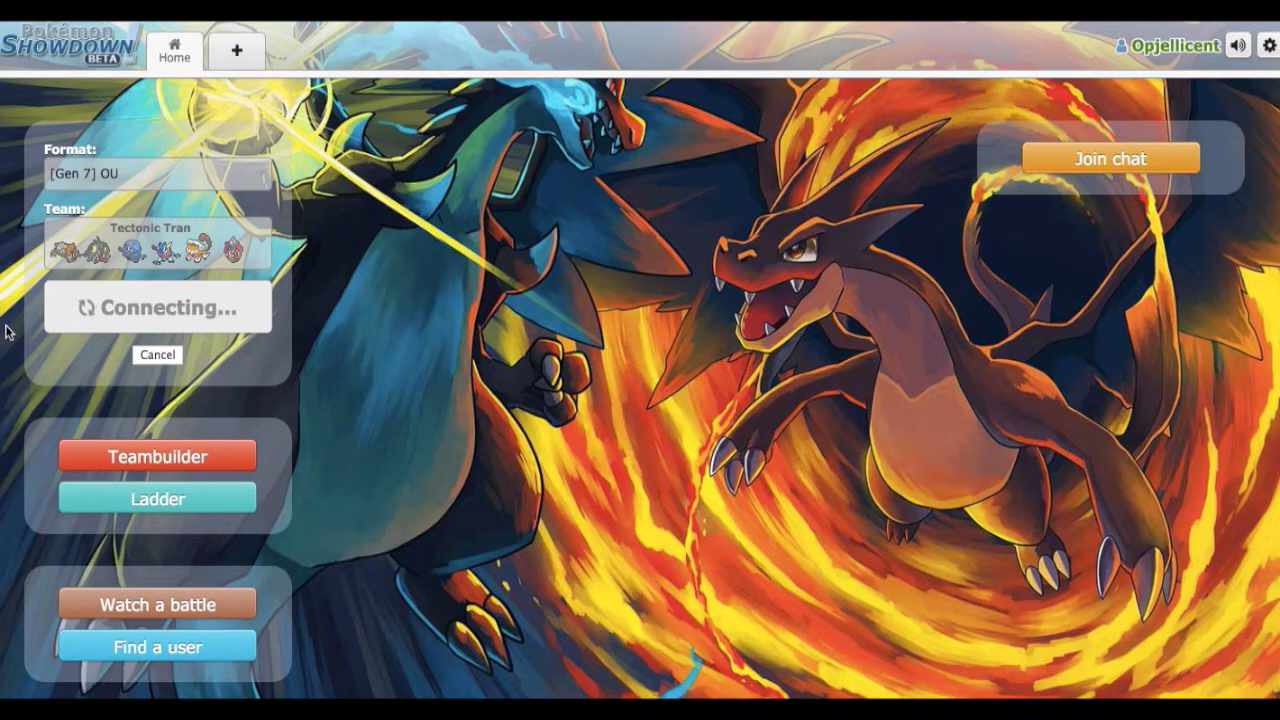 Pokémon
SHOWDOWN
BETA
Home
+
Opjellicent
Join chat
Format:
[Gen 7] OU
Team:
Tectonic Tran
Connecting...
Cancel
Teambuilder
Ladder
Watch a battle
Find a user